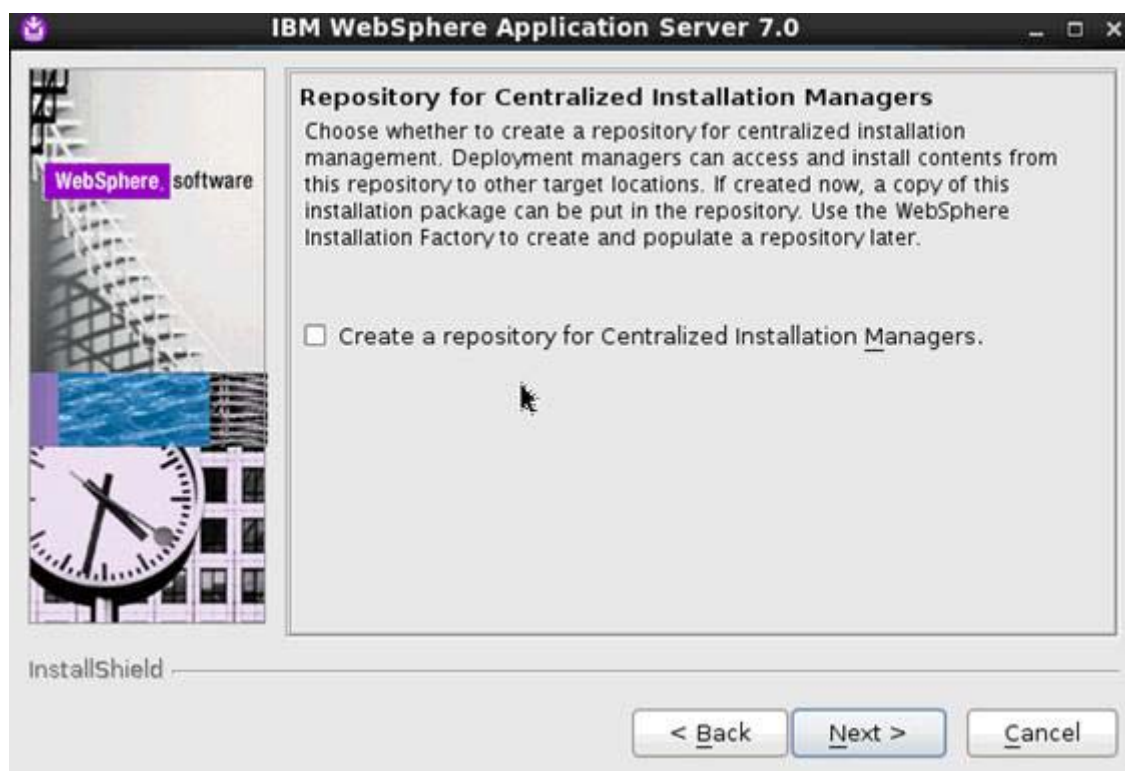 IBM WebSphere Application Server 7.0
WebSphere software
Repository for Centralized Installation Managers
Choose whether to create a repository for centralized installation
management. Deployment managers can access and install contents from
this repository to other target locations. If created now, a copy of this
installation package can be put in the repository. Use the WebSphere
Installation Factory to create and populate a repository later.
Create a repository for Centralized Installation Managers.
InstallShield
< Back
Next >
Cancel